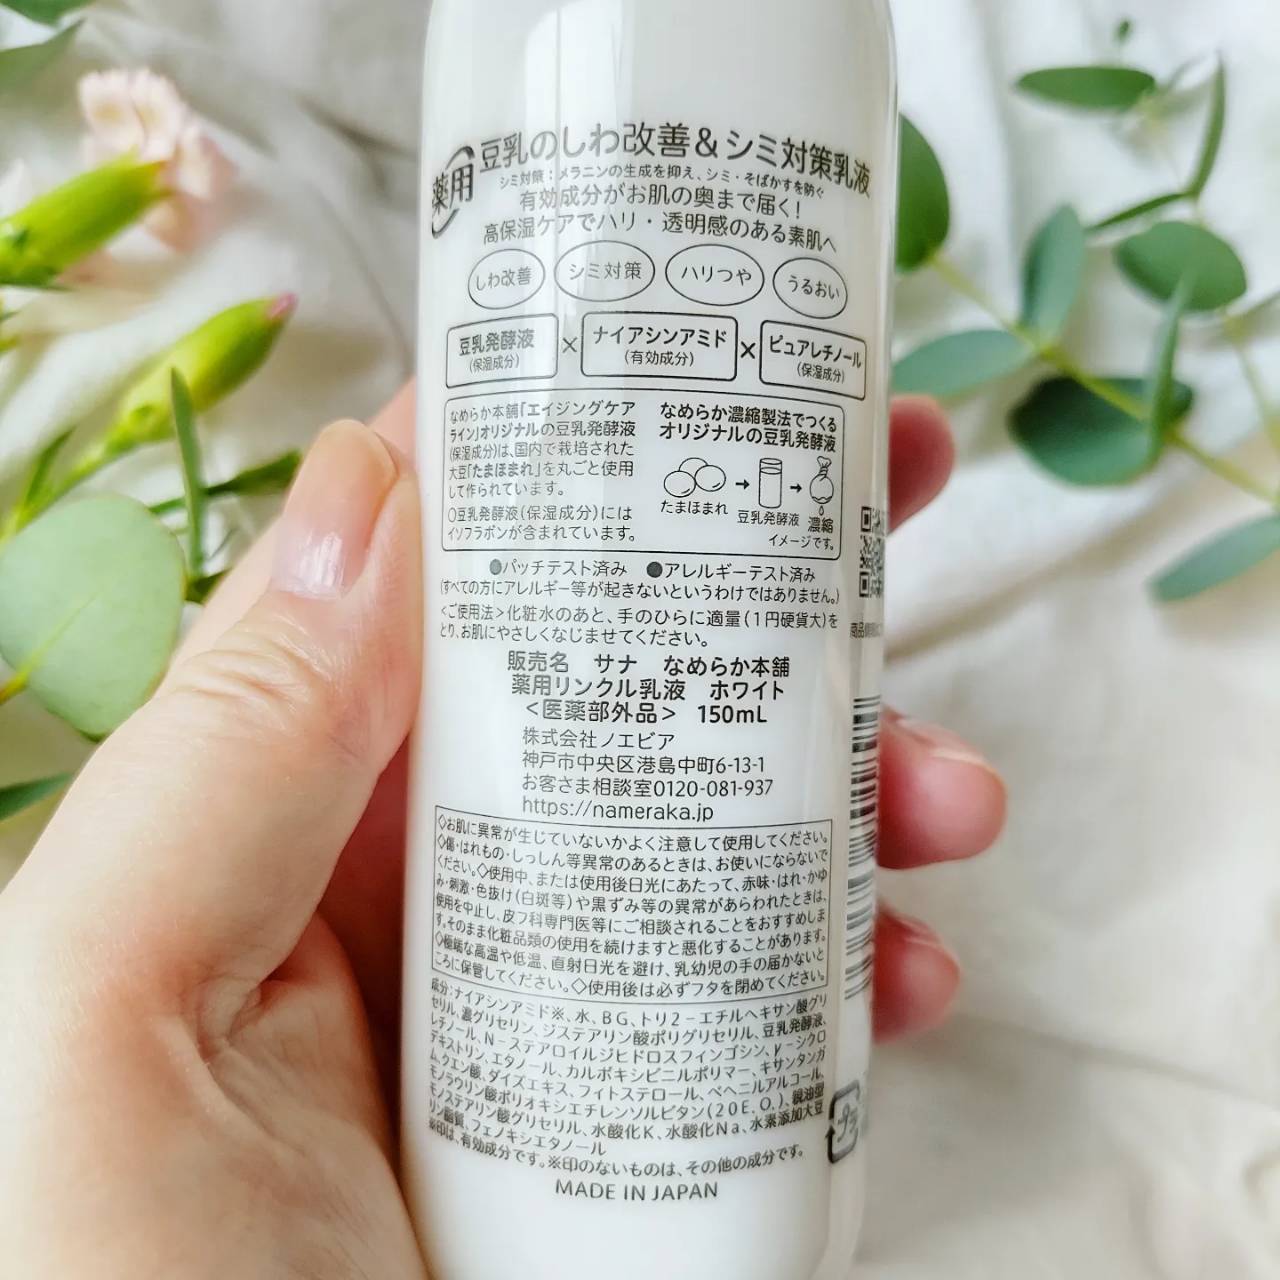 薬用
豆乳のしわ改善&シミ対策乳液
シミ対策：メラニンの生成を抑え、シミ・そばかすを防ぐ
有効成分がお肌の奥まで届く!
高保湿ケアでハリ・透明感のある素肌へ
しわ改善 シミ対策 ハリつや うるおい
豆乳発酵液 × ナイアシンアミド × ピュアレチノール
(保湿成分) (有効成分) (保湿成分)
なめらか本舗「エイジングケア
ライン」オリジナルの豆乳発酵液
(保湿成分)は、国内で栽培された
大豆「たまほまれ」を丸ごと使用
して作られています。
○豆乳発酵液(保湿成分)には
イソフラボンが含まれています。
なめらか濃縮製法でつくる
オリジナルの豆乳発酵液
たまほまれ → 豆乳発酵液 → 濃縮
イメージです。
●パッチテスト済み ●アレルギーテスト済み
(すべての方にアレルギー等が起きないというわけではありません。)
<ご使用法>化粧水のあと、手のひらに適量(1円硬貨大)を
とり、お肌にやさしくなじませてください。
販売名 サナ なめらか本舗
薬用リンクル乳液 ホワイト
<医薬部外品> 150mL
株式会社ノエビア
神戸市中央区港島中町6-13-1
お客さま相談室0120-081-937
https://nameraka.jp
◇お肌に異常が生じていないかよく注意して使用してください。
◇傷・はれもの・しっしん等異常のあるときは、お使いにならないで
ください。◇使用中、または使用後日光にあたって、赤味・はれ・かゆ
み・刺激・色抜け(白斑等)や黒ずみ等の異常があらわれたときは、
使用を中止し、皮フ科専門医等にご相談されることをおすすめしま
す。そのまま化粧品類の使用を続けますと悪化することがあります。
◇極端な高温や低温、直射日光を避け、乳幼児の手の届かないと
ころに保管してください。◇使用後は必ずフタを閉めてください。
成分：ナイアシンアミド※、水、BG、トリ2－エチルヘキサン酸グリ
セリル、濃グリセリン、ジステアリン酸ポリグリセリル、豆乳発酵液、
レチノール、N－ステアロイルジヒドロスフィンゴシン、γ－シクロ
デキストリン、エタノール、カルボキシビニルポリマー、キサンタンガ
ム、クエン酸、ダイズエキス、フィトステロール、ベヘニルアルコール、
モノラウリン酸ポリオキシエチレンソルビタン(20E.O.)、親油型
モノステアリン酸グリセリル、水酸化K、水酸化Na、水素添加大豆
リン脂質、フェノキシエタノール
※印は、有効成分です。※印のないものは、その他の成分です。
MADE IN JAPAN
プラ